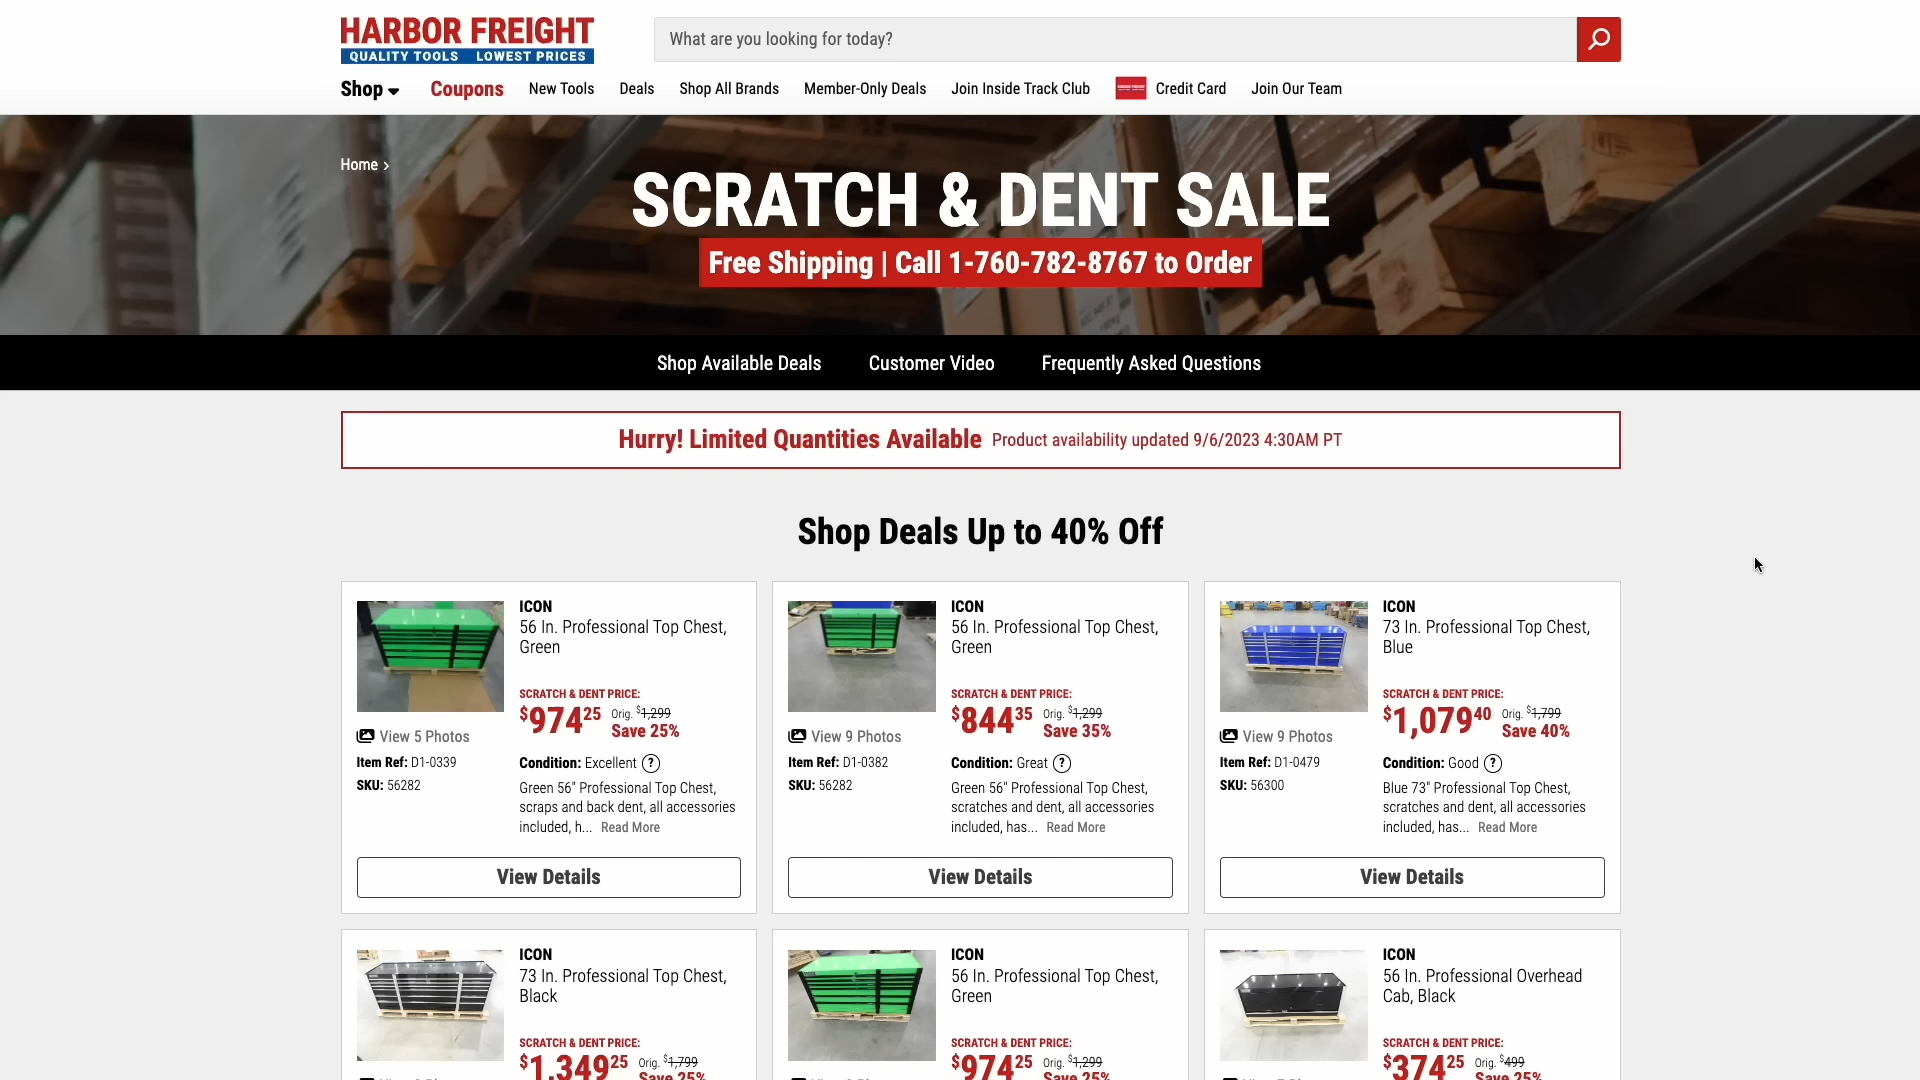 HARBOR FREIGHT
QUALITY TOOLS LOWEST PRICES
What are you looking for today?
Shop
Coupons
New Tools
Deals
Shop All Brands
Member-Only Deals
Join Inside Track Club
Credit Card
Join Our Team
Home ›
SCRATCH & DENT SALE
Free Shipping | Call 1-760-782-8767 to Order
Shop Available Deals
Customer Video
Frequently Asked Questions
Hurry! Limited Quantities Available Product availability updated 9/6/2023 4:30AM PT
Shop Deals Up to 40% Off
ICON
56 In. Professional Top Chest,
Green
SCRATCH & DENT PRICE:
$974 25 Orig. $1,299
Save 25%
View 5 Photos
Item Ref: D1-0339
SKU: 56282
Condition: Excellent ?
Green 56" Professional Top Chest,
scraps and back dent, all accessories
included, h... Read More
View Details
ICON
56 In. Professional Top Chest,
Green
SCRATCH & DENT PRICE:
$844 35 Orig. $1,299
Save 35%
View 9 Photos
Item Ref: D1-0382
SKU: 56282
Condition: Great ?
Green 56" Professional Top Chest,
scratches and dent, all accessories
included, has... Read More
View Details
ICON
73 In. Professional Top Chest,
Blue
SCRATCH & DENT PRICE:
$1,079 40 Orig. $1,799
Save 40%
View 9 Photos
Item Ref: D1-0479
SKU: 56300
Condition: Good ?
Blue 73" Professional Top Chest,
scratches and dent, all accessories
included, has... Read More
View Details
ICON
73 In. Professional Top Chest,
Black
SCRATCH & DENT PRICE:
$1,349 25 Orig. $1,799
Save 25%
ICON
56 In. Professional Top Chest,
Green
SCRATCH & DENT PRICE:
$974 25 Orig. $1,299
Save 25%
ICON
56 In. Professional Overhead
Cab, Black
SCRATCH & DENT PRICE:
$374 25 Orig. $499
Save 25%